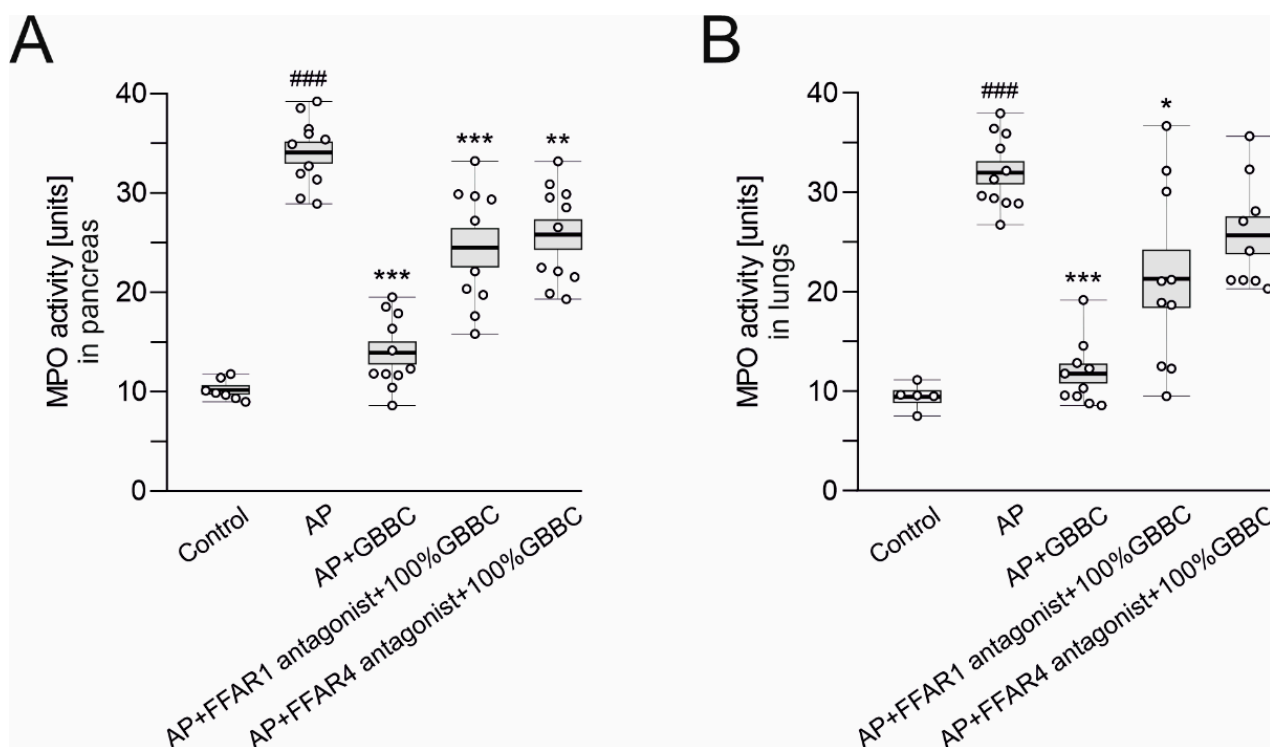 A
MPO activity [units]
in pancreas
40
30
20
10
0
###
***
***
**
Control
AP
AP+GBBC
AP+FFAR1 antagonist+100%GBBC
AP+FFAR4 antagonist+100%GBBC
B
MPO activity [units]
in lungs
40
30
20
10
0
###
***
*
Control
AP
AP+GBBC
AP+FFAR1 antagonist+100%GBBC
AP+FFAR4 antagonist+100%GBBC